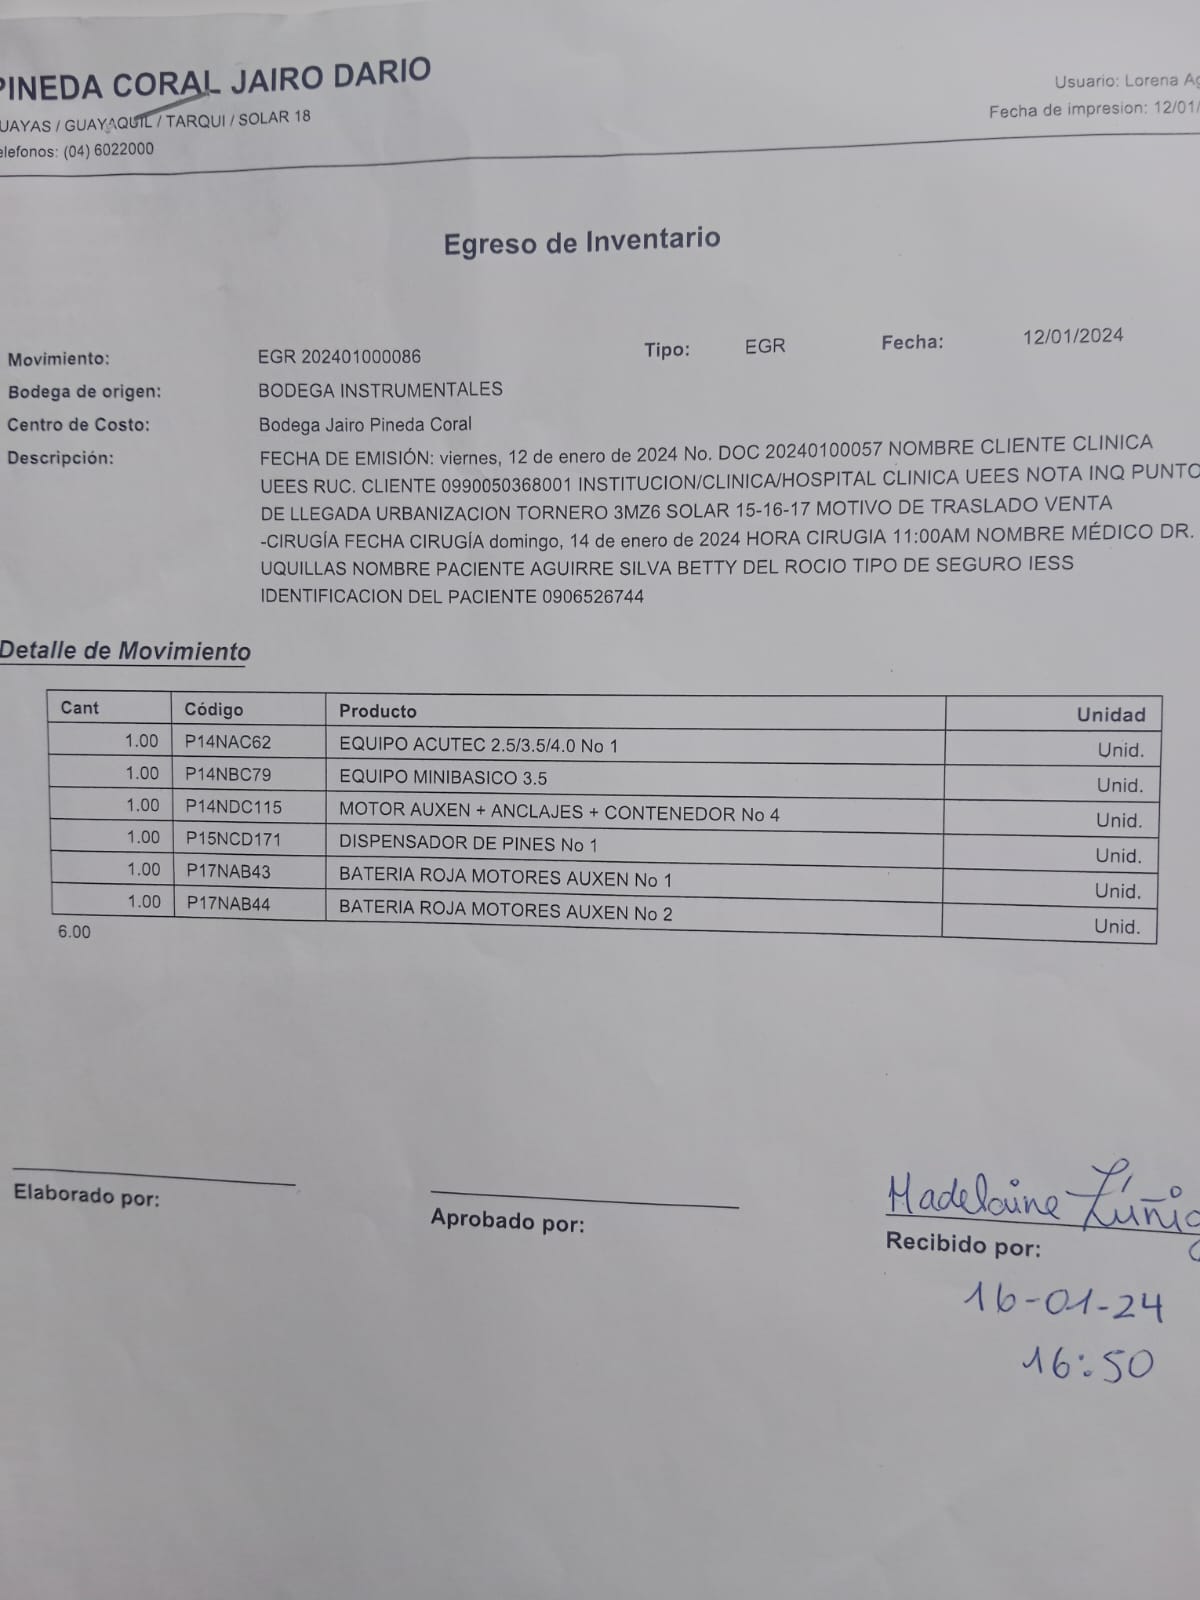 PINEDA CORAL JAIRO DARIO
UAYAS / GUAYAQUIL / TARQUI / SOLAR 18
elefonos: (04) 6022000
Usuario: Lorena Ag
Fecha de impresion: 12/01/
Egreso de Inventario
Movimiento: EGR 202401000086 Tipo: EGR Fecha: 12/01/2024
Bodega de origen: BODEGA INSTRUMENTALES
Centro de Costo: Bodega Jairo Pineda Coral
Descripción: FECHA DE EMISIÓN: viernes, 12 de enero de 2024 No. DOC 20240100057 NOMBRE CLIENTE CLINICA
UEES RUC. CLIENTE 0990050368001 INSTITUCION/CLINICA/HOSPITAL CLINICA UEES NOTA INQ PUNTO
DE LLEGADA URBANIZACION TORNERO 3MZ6 SOLAR 15-16-17 MOTIVO DE TRASLADO VENTA
-CIRUGÍA FECHA CIRUGÍA domingo, 14 de enero de 2024 HORA CIRUGIA 11:00AM NOMBRE MÉDICO DR.
UQUILLAS NOMBRE PACIENTE AGUIRRE SILVA BETTY DEL ROCIO TIPO DE SEGURO IESS
IDENTIFICACION DEL PACIENTE 0906526744
Detalle de Movimiento
Cant Código Producto Unidad
1.00 P14NAC62 EQUIPO ACUTEC 2.5/3.5/4.0 No 1 Unid.
1.00 P14NBC79 EQUIPO MINIBASICO 3.5 Unid.
1.00 P14NDC115 MOTOR AUXEN + ANCLAJES + CONTENEDOR No 4 Unid.
1.00 P15NCD171 DISPENSADOR DE PINES No 1 Unid.
1.00 P17NAB43 BATERIA ROJA MOTORES AUXEN No 1 Unid.
1.00 P17NAB44 BATERIA ROJA MOTORES AUXEN No 2 Unid.
6.00
Madelaine Zúñig
Elaborado por: Aprobado por: Recibido por:
16-01-24
16:50